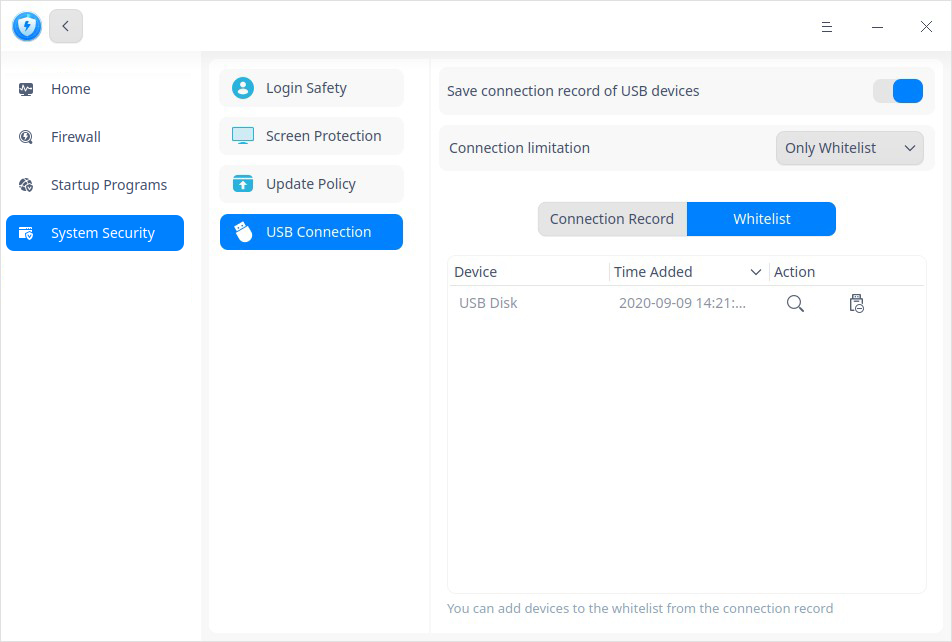 Home
Firewall
Startup Programs
System Security
Login Safety
Screen Protection
Update Policy
USB Connection
Save connection record of USB devices
Connection limitation
Only Whitelist
Connection Record
Whitelist
Device
Time Added
Action
USB Disk
2020-09-09 14:21:...
You can add devices to the whitelist from the connection record